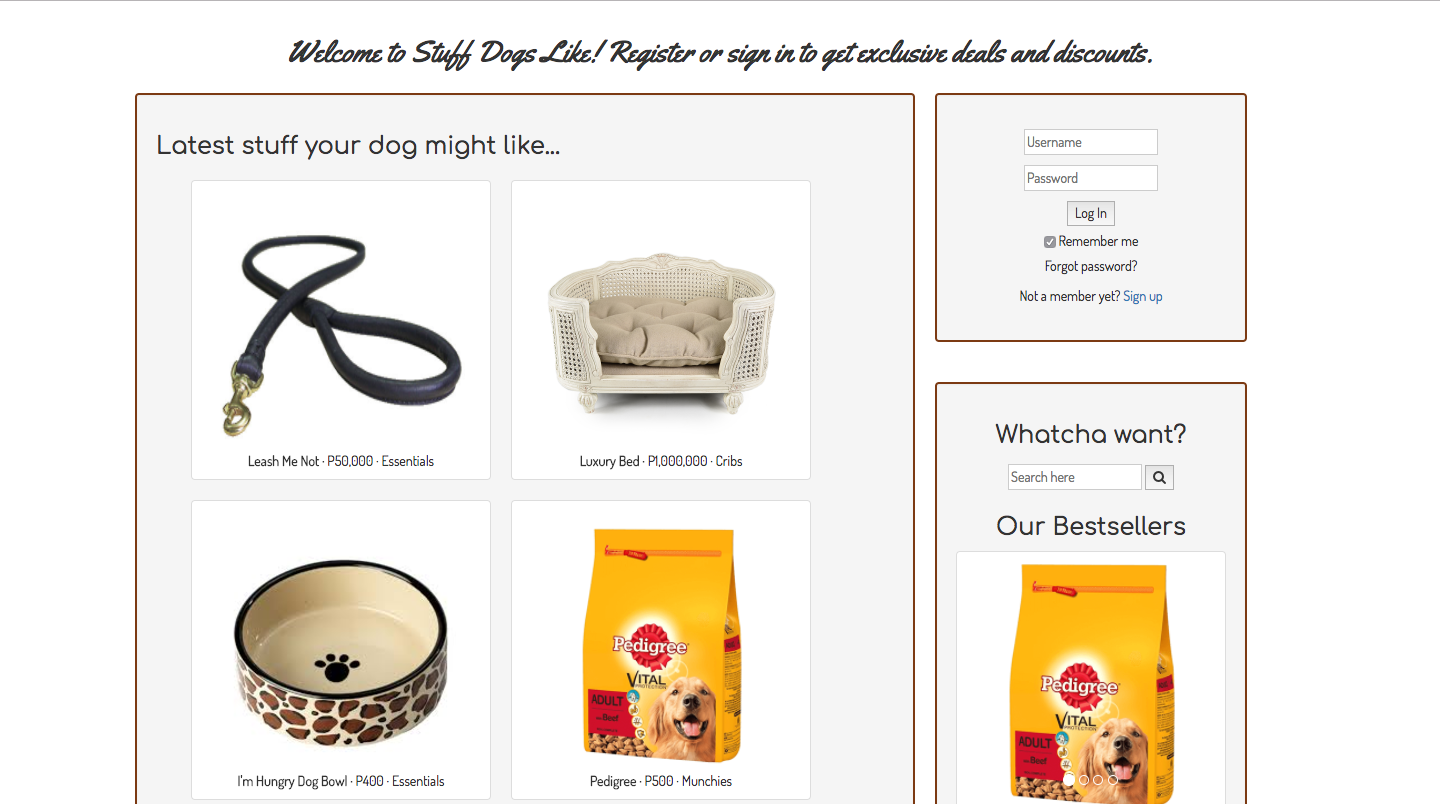 Welcome to Stuff Dogs Like! Register or sign in to get exclusive deals and discounts.
Latest stuff your dog might like...
Leash Me Not · P50,000 · Essentials
Luxury Bed · P1,000,000 · Cribs
Pedigree
VITAL
PROTECTION
ADULT
Beef
I'm Hungry Dog Bowl · P400 · Essentials
Pedigree · P500 · Munchies
Username
Password
Log In
Remember me
Forgot password?
Not a member yet? Sign up
Whatcha want?
Search here
Our Bestsellers
Pedigree
VITAL
PROTECTION
ADULT
Beef